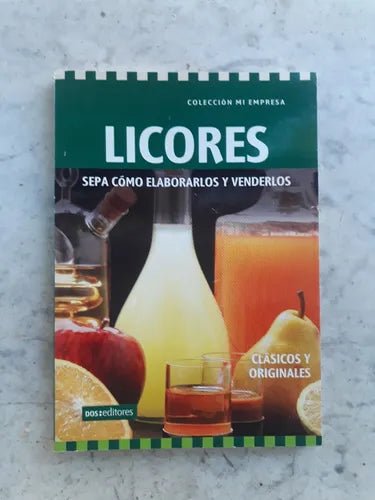 COLECCIÓN MI EMPRESA
LICORES
SEPA CÓMO ELABORARLOS Y VENDERLOS
CLÁSICOS Y
ORIGINALES
DOS:editores